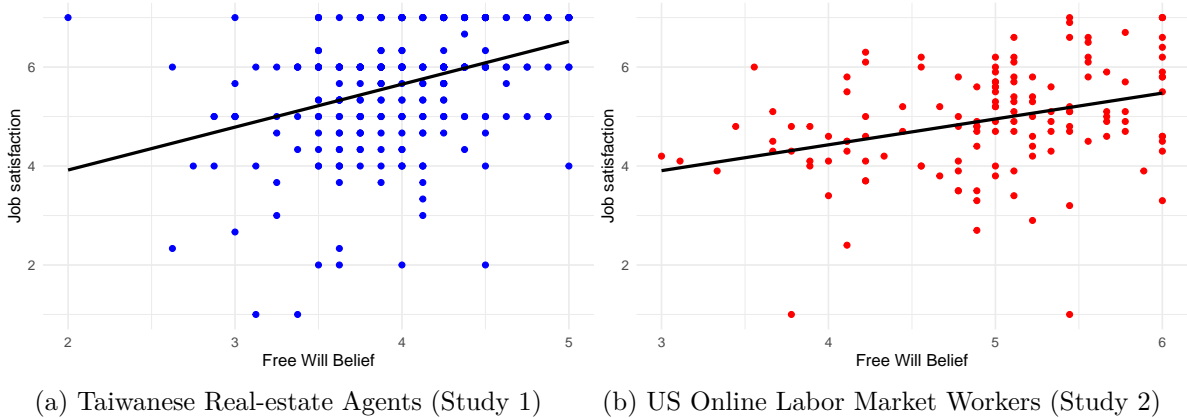 Job satisfaction
6
4
2
2
3
4
5
Free Will Belief
(a) Taiwanese Real-estate Agents (Study 1)
Job satisfaction
6
4
2
3
4
5
6
Free Will Belief
(b) US Online Labor Market Workers (Study 2)